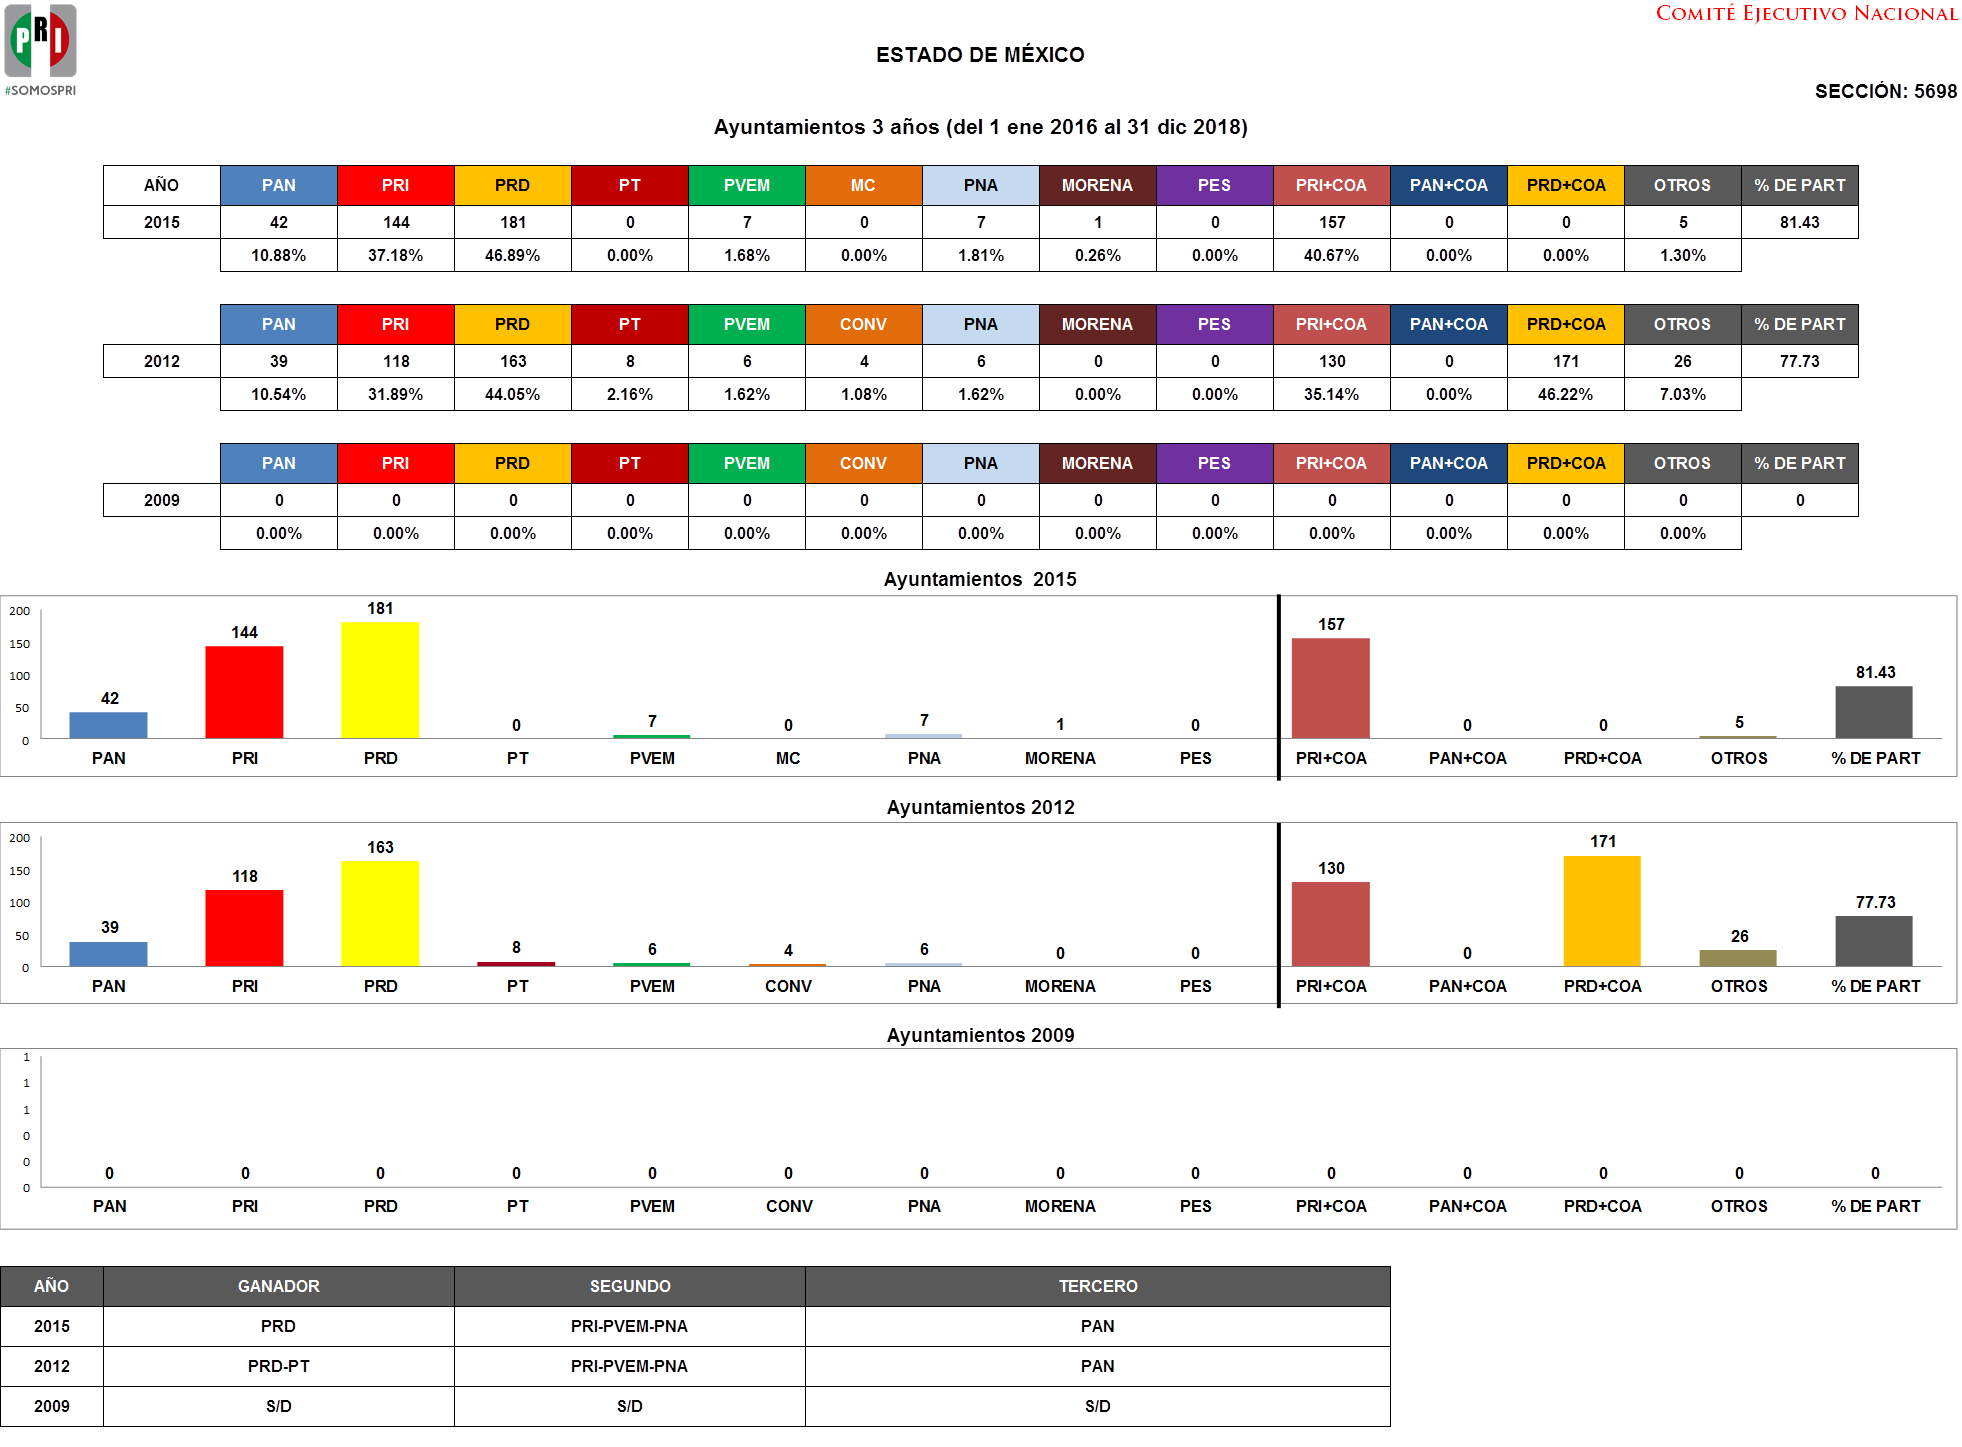 PRI
#SOMOSPRI
COMITÉ EJECUTIVO NACIONAL
ESTADO DE MÉXICO
SECCIÓN: 5698
Ayuntamientos 3 años (del 1 ene 2016 al 31 dic 2018)
AÑO PAN PRI PRD PT PVEM MC PNA MORENA PES PRI+COA PAN+COA PRD+COA OTROS % DE PART
2015 42 144 181 0 7 0 7 1 0 157 0 0 5 81.43
10.88% 37.18% 46.89% 0.00% 1.68% 0.00% 1.81% 0.26% 0.00% 40.67% 0.00% 0.00% 1.30%
PAN PRI PRD PT PVEM CONV PNA MORENA PES PRI+COA PAN+COA PRD+COA OTROS % DE PART
2012 39 118 163 8 6 4 6 0 0 130 0 171 26 77.73
10.54% 31.89% 44.05% 2.16% 1.62% 1.08% 1.62% 0.00% 0.00% 35.14% 0.00% 46.22% 7.03%
PAN PRI PRD PT PVEM CONV PNA MORENA PES PRI+COA PAN+COA PRD+COA OTROS % DE PART
2009 0 0 0 0 0 0 0 0 0 0 0 0 0 0
0.00% 0.00% 0.00% 0.00% 0.00% 0.00% 0.00% 0.00% 0.00% 0.00% 0.00% 0.00% 0.00%
Ayuntamientos 2015
200
150
100
50
0
42 144 181 0 7 0 7 1 0 157 0 0 5 81.43
PAN PRI PRD PT PVEM MC PNA MORENA PES PRI+COA PAN+COA PRD+COA OTROS % DE PART
Ayuntamientos 2012
200
150
100
50
0
39 118 163 8 6 4 6 0 0 130 0 171 26 77.73
PAN PRI PRD PT PVEM CONV PNA MORENA PES PRI+COA PAN+COA PRD+COA OTROS % DE PART
Ayuntamientos 2009
1
1
1
0
0
0
0 0 0 0 0 0 0 0 0 0 0 0 0 0
PAN PRI PRD PT PVEM CONV PNA MORENA PES PRI+COA PAN+COA PRD+COA OTROS % DE PART
AÑO GANADOR SEGUNDO TERCERO
2015 PRD PRI-PVEM-PNA PAN
2012 PRD-PT PRI-PVEM-PNA PAN
2009 S/D S/D S/D